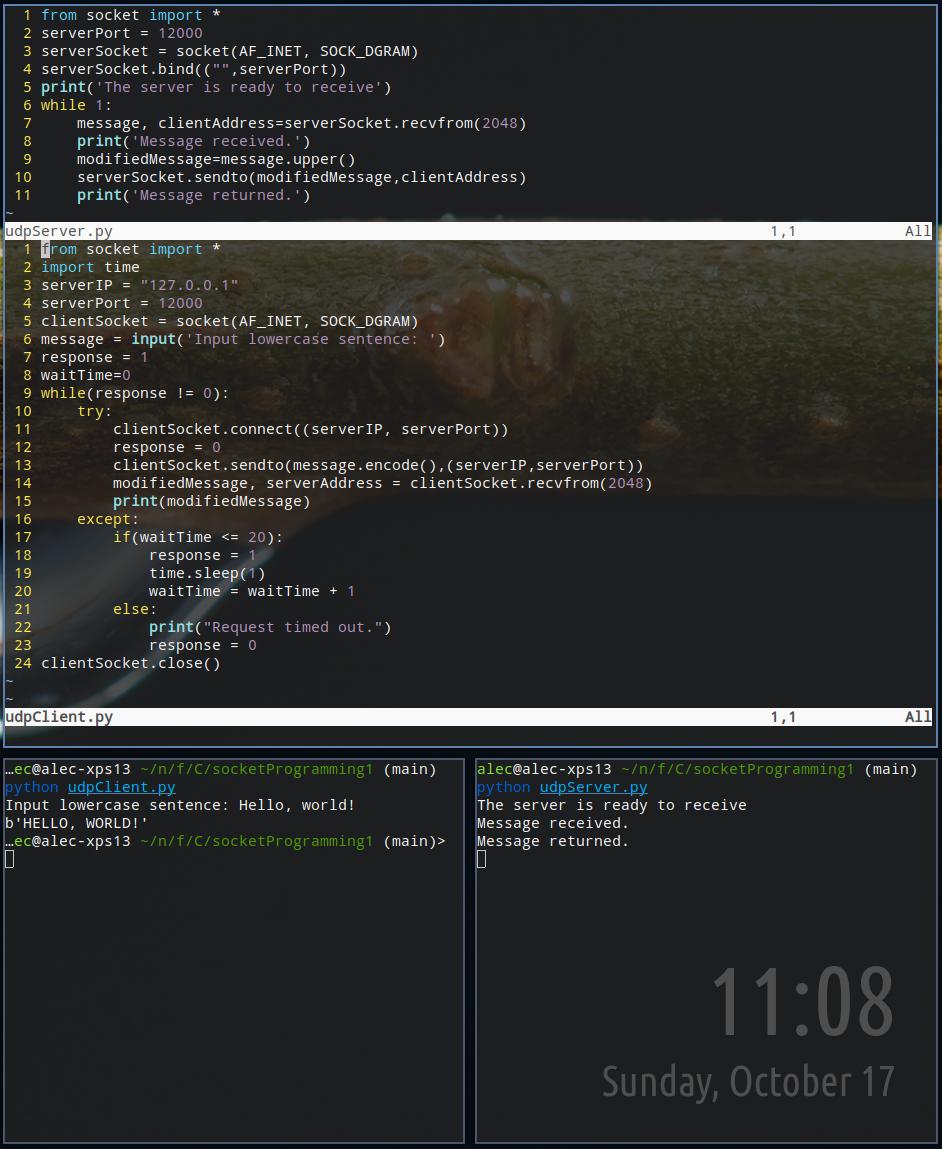 1 from socket import *
2 serverPort = 12000
3 serverSocket = socket(AF_INET, SOCK_DGRAM)
4 serverSocket.bind(("",serverPort))
5 print('The server is ready to receive')
6 while 1:
7     message, clientAddress=serverSocket.recvfrom(2048)
8     print('Message received.')
9     modifiedMessage=message.upper()
10     serverSocket.sendto(modifiedMessage,clientAddress)
11     print('Message returned.')
~
udpServer.py 1,1 All
1 from socket import *
2 import time
3 serverIP = "127.0.0.1"
4 serverPort = 12000
5 clientSocket = socket(AF_INET, SOCK_DGRAM)
6 message = input('Input lowercase sentence: ')
7 response = 1
8 waitTime=0
9 while(response != 0):
10     try:
11         clientSocket.connect((serverIP, serverPort))
12         response = 0
13         clientSocket.sendto(message.encode(),(serverIP,serverPort))
14         modifiedMessage, serverAddress = clientSocket.recvfrom(2048)
15         print(modifiedMessage)
16     except:
17         if(waitTime <= 20):
18             response = 1
19             time.sleep(1)
20             waitTime = waitTime + 1
21         else:
22             print("Request timed out.")
23             response = 0
24 clientSocket.close()
~
~
udpClient.py 1,1 All
…ec@alec-xps13 ~/n/f/C/socketProgramming1 (main)
python udpClient.py
Input lowercase sentence: Hello, world!
b'HELLO, WORLD!'
…ec@alec-xps13 ~/n/f/C/socketProgramming1 (main)>
alec@alec-xps13 ~/n/f/C/socketProgramming1 (main)
python udpServer.py
The server is ready to receive
Message received.
Message returned.
11:08
Sunday, October 17